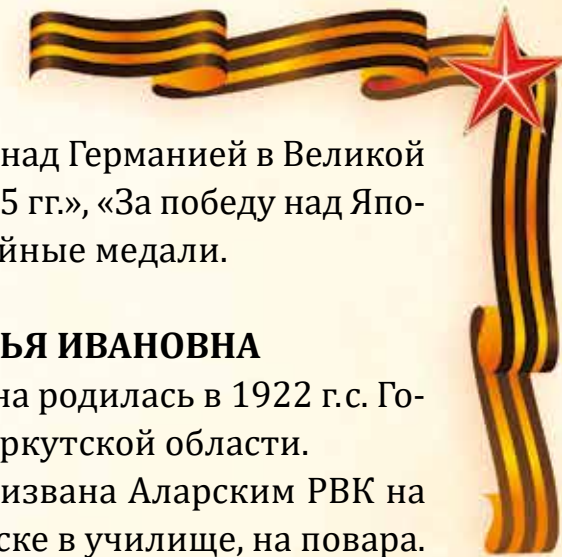 над Германией в Великой
5 гг.», «За победу над Япо-
йные медали.
ЬЯ ИВАНОВНА
на родилась в 1922 г.с. Го-
ркутской области.
извана Аларским РВК на
ске в училище, на повара.